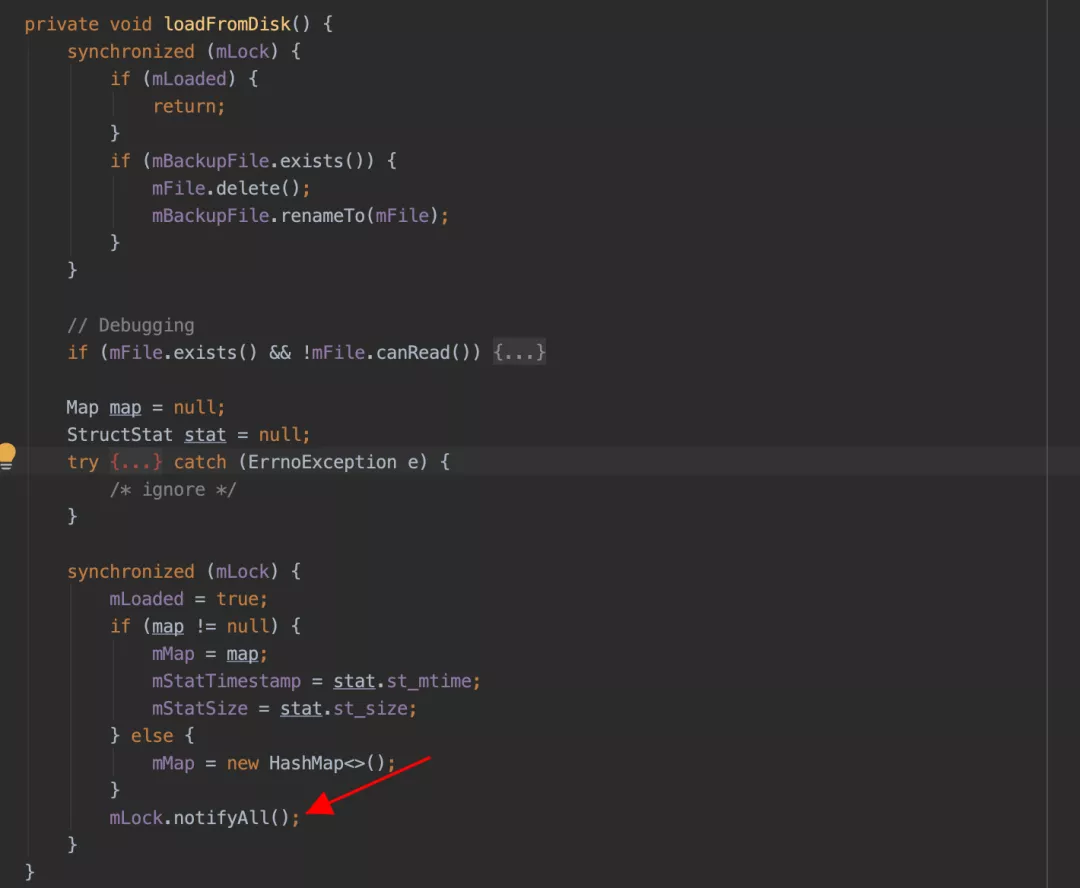 private void loadFromDisk() {
    synchronized (mLock) {
        if (mLoaded) {
            return;
        }
        if (mBackupFile.exists()) {
            mFile.delete();
            mBackupFile.renameTo(mFile);
        }
    }

    // Debugging
    if (mFile.exists() && !mFile.canRead()) {...}

    Map map = null;
    StructStat stat = null;
    try {...} catch (ErrnoException e) {
        /* ignore */
    }

    synchronized (mLock) {
        mLoaded = true;
        if (map != null) {
            mMap = map;
            mStatTimestamp = stat.st_mtime;
            mStatSize = stat.st_size;
        } else {
            mMap = new HashMap<>();
        }
        mLock.notifyAll();
    }
}